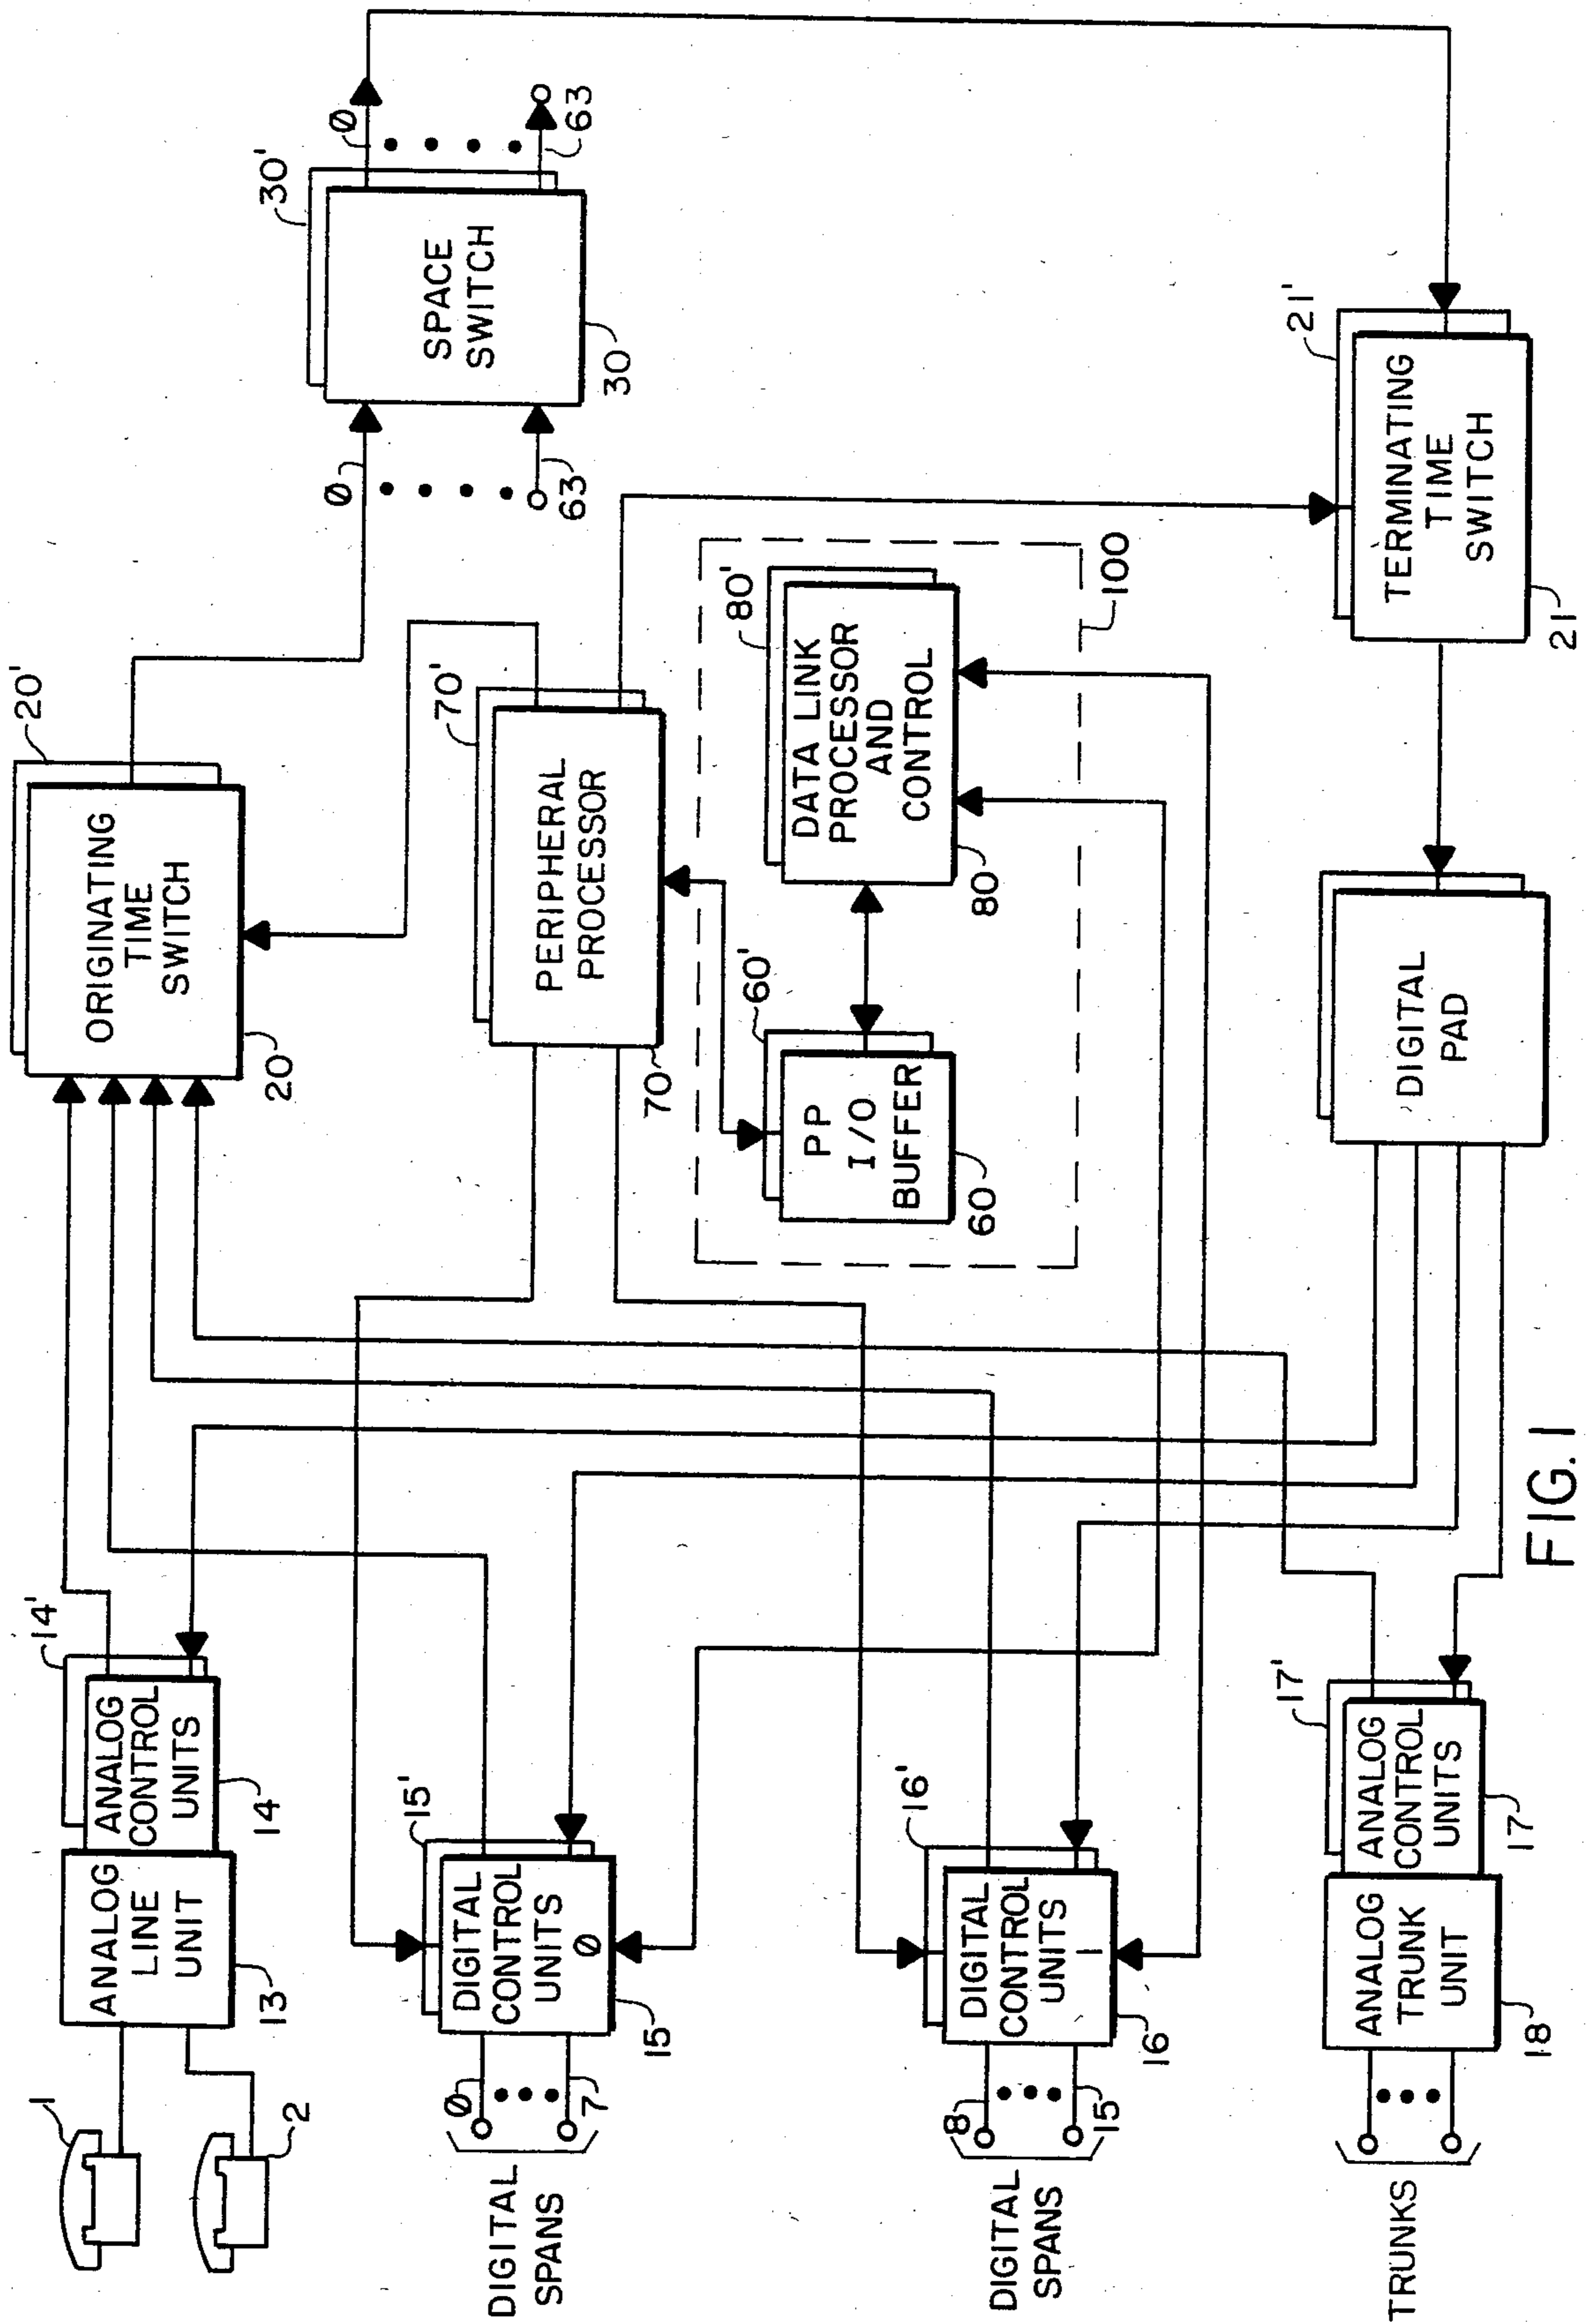 1
2
ANALOG
LINE
UNIT
13
ANALOG
CONTROL
UNITS
14
14'
ORIGINATING
TIME
SWITCH
20
20'
Ø
63
SPACE
SWITCH
30
30'
Ø
63
PERIPHERAL
PROCESSOR
70
70'
DIGITAL
SPANS
Ø
7
DIGITAL
CONTROL
UNITS
Ø
15
15'
PP
I/O
BUFFER
60
60'
DATA LINK
PROCESSOR
AND
CONTROL
80
80'
100
DIGITAL
SPANS
8
15
DIGITAL
CONTROL
UNITS
1
16
16'
TRUNKS
ANALOG
TRUNK
UNIT
18
ANALOG
CONTROL
UNITS
17
17'
DIGITAL
PAD
TERMINATING
TIME
SWITCH
21
21'
FIG. 1